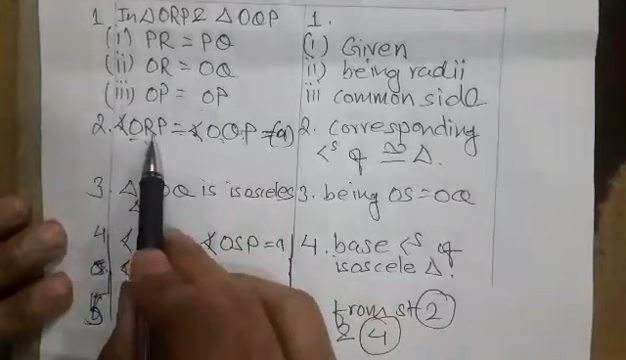 1 In△ORP & △OQP 1.
(i) PR = PQ (i) Given
(ii) OR = OQ ii) being radii
(iii) OP = OP iii common side
2. ∢ORP = ∢OQP =(a) 2. corresponding
<s of ≅ △.
3. △ OQ is isosceles 3. being OS = OQ
4 ∢ ∢OSP = a 4. base <s of
isoscele △.
5 from st 2
& 4